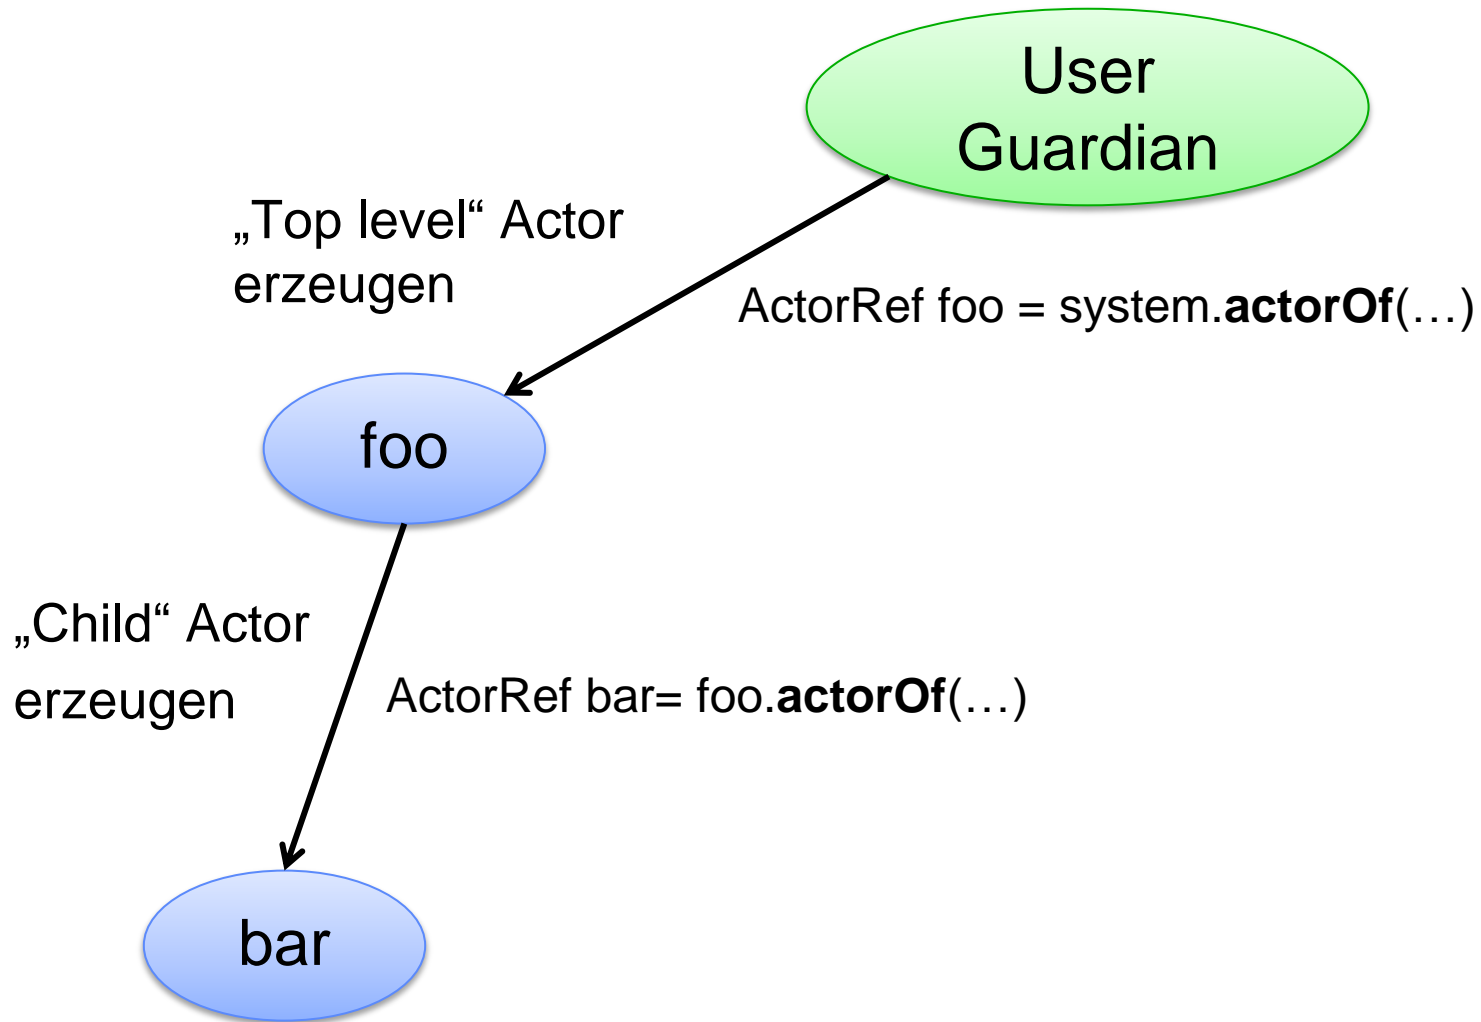 User
Guardian
„Top level“ Actor
erzeugen
ActorRef foo = system.actorOf(…)
foo
„Child“ Actor
erzeugen
ActorRef bar= foo.actorOf(…)
bar